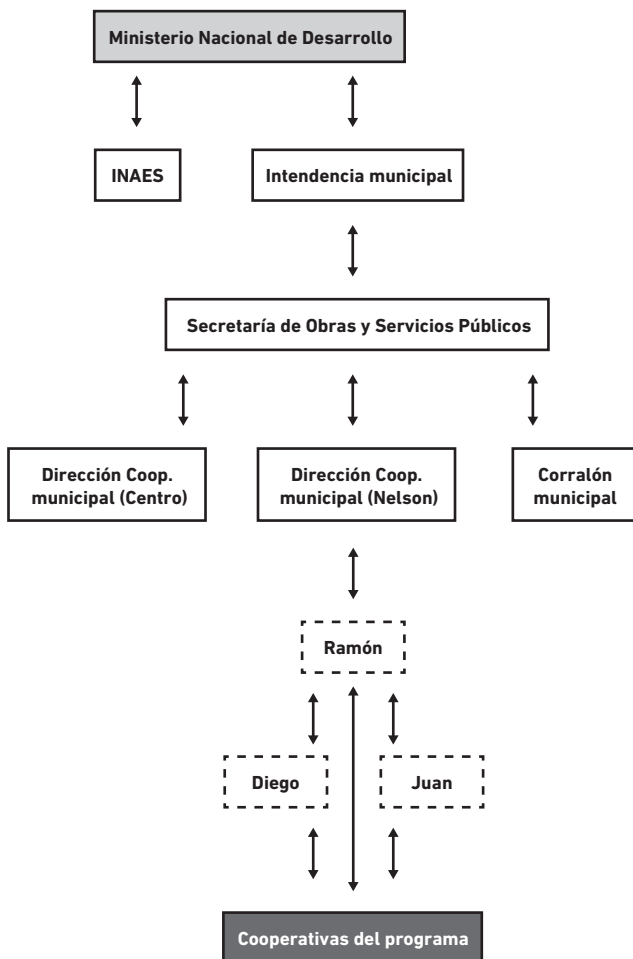 Ministerio Nacional de Desarrollo
INAES
Intendencia municipal
Secretaría de Obras y Servicios Públicos
Dirección Coop.
municipal (Centro)
Dirección Coop.
municipal (Nelson)
Corralón
municipal
Ramón
Diego
Juan
Cooperativas del programa